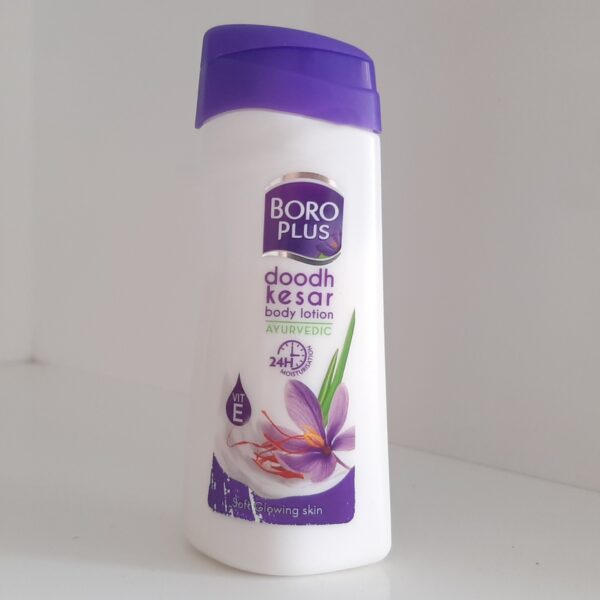 BORO
PLUS
doodh
kesar
body lotion
AYURVEDIC
24H
MOISTURISATION
VIT
E
Soft Glowing skin